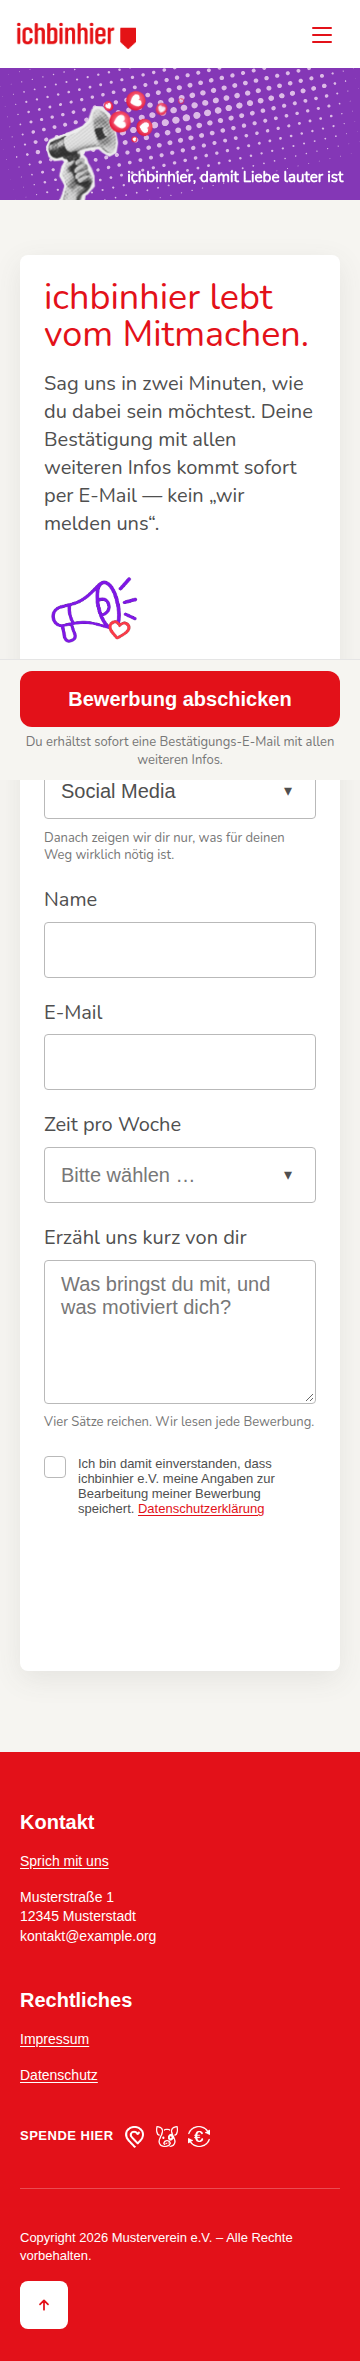 ichbinhier
ichbinhier, damit Liebe lauter ist
ichbinhier lebt
vom Mitmachen.
Sag uns in zwei Minuten, wie
du dabei sein möchtest. Deine
Bestätigung mit allen
weiteren Infos kommt sofort
per E-Mail — kein „wir
melden uns“.
Bewerbung abschicken
Du erhältst sofort eine Bestätigungs-E-Mail mit allen
weiteren Infos.
Social Media
Danach zeigen wir dir nur, was für deinen
Weg wirklich nötig ist.
Name
E-Mail
Zeit pro Woche
Bitte wählen …
Erzähl uns kurz von dir
Was bringst du mit, und
was motiviert dich?
Vier Sätze reichen. Wir lesen jede Bewerbung.
Ich bin damit einverstanden, dass
ichbinhier e.V. meine Angaben zur
Bearbeitung meiner Bewerbung
speichert. Datenschutzerklärung
Kontakt
Sprich mit uns
Musterstraße 1
12345 Musterstadt
kontakt@example.org
Rechtliches
Impressum
Datenschutz
SPENDE HIER
Copyright 2026 Musterverein e.V. – Alle Rechte
vorbehalten.